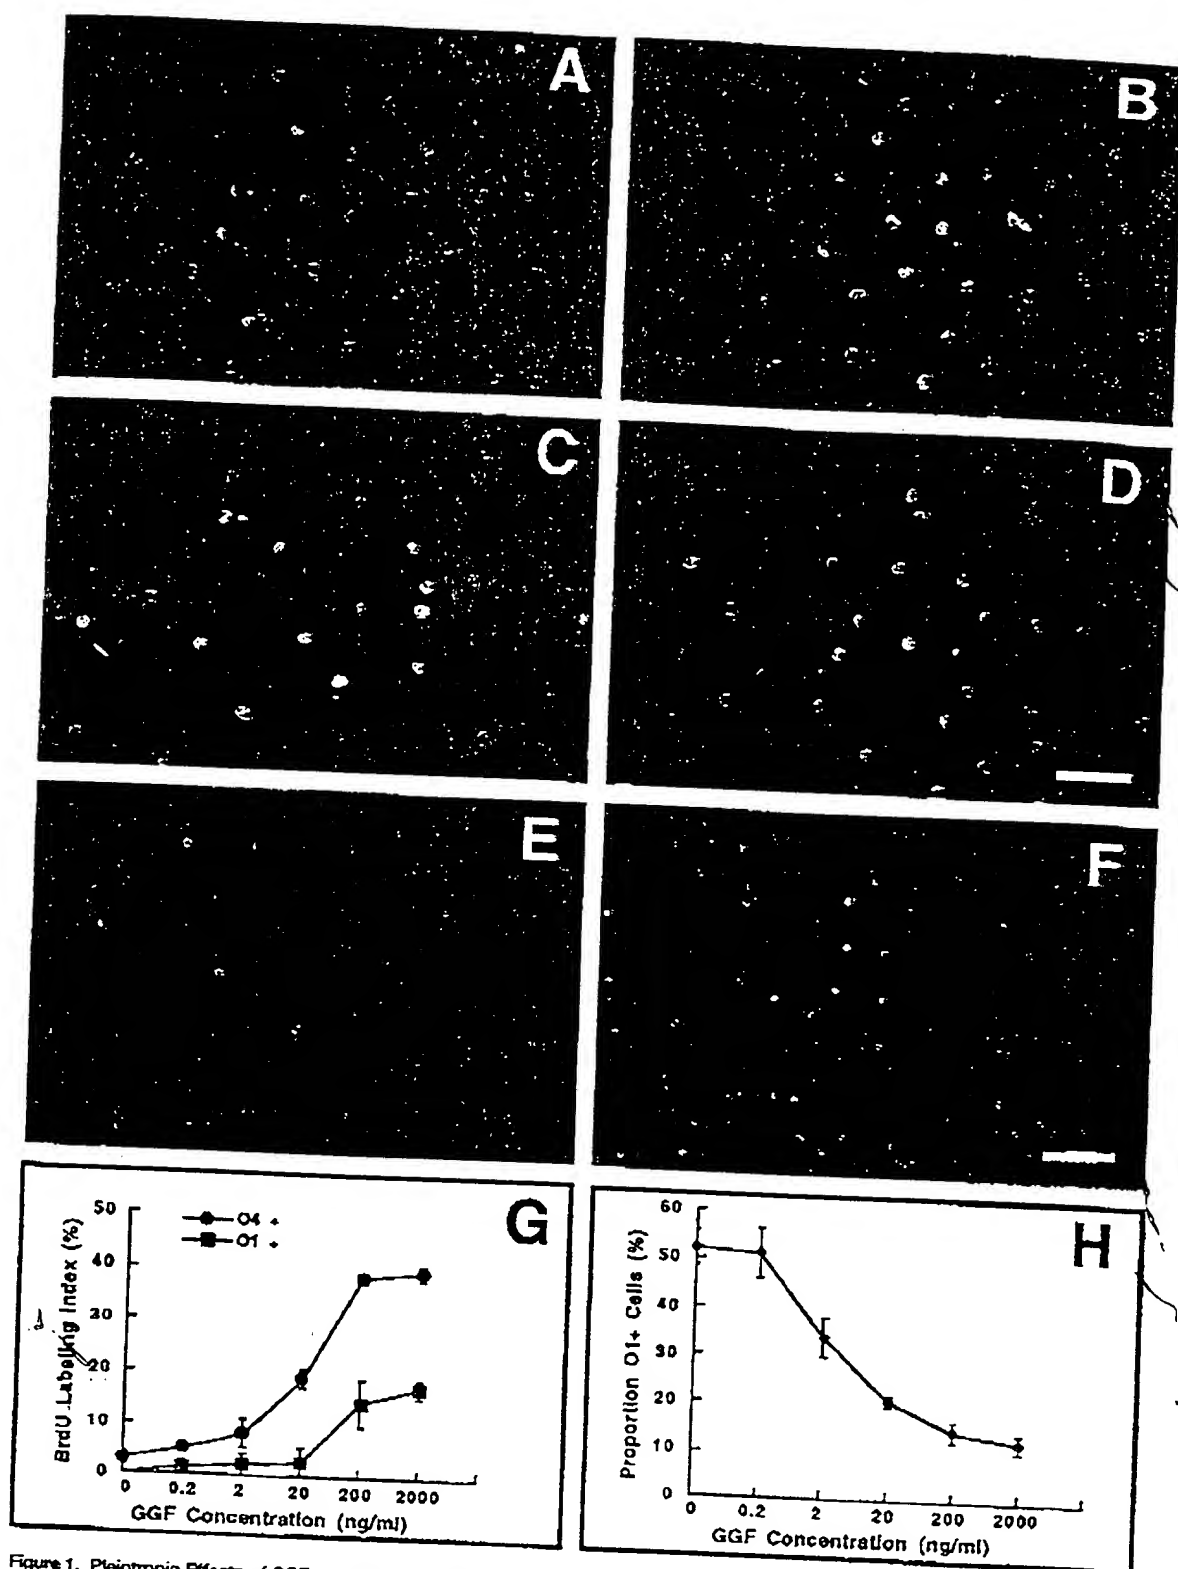 A
B
C
D
E
F
G
BrdU-Labeling Index (%)
50
40
30
20
10
0
O4 +
O1 +
0 0.2 2 20 200 2000
GGF Concentration (ng/ml)
H
Proportion O1+ Cells (%)
60
50
40
30
20
10
0
0 0.2 2 20 200 2000
GGF Concentration (ng/ml)
Figure 1.